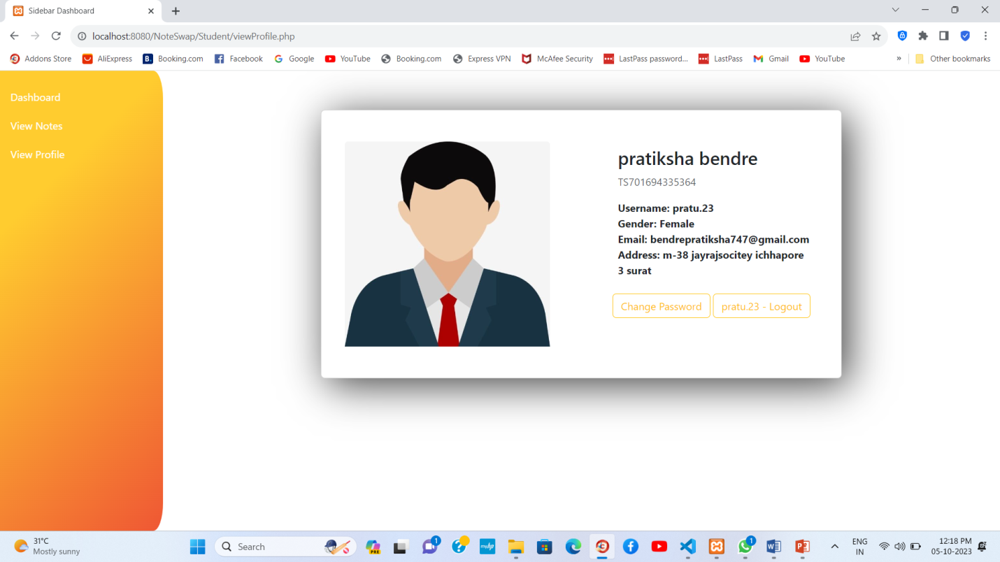 Sidebar Dashboard
localhost:8080/NoteSwap/Student/viewProfile.php
Addons Store AliExpress B. Booking.com Facebook Google YouTube Booking.com Express VPN McAfee Security LastPass password... LastPass Gmail YouTube » Other bookmarks
Dashboard
View Notes
View Profile
pratiksha bendre
TS701694335364
Username: pratu.23
Gender: Female
Email: bendrepratiksha747@gmail.com
Address: m-38 jayrajsocitey ichhapore
3 surat
Change Password pratu.23 - Logout
31°C
Mostly sunny
Search
PRE
1
myhp
1
ENG
IN
12:18 PM
05-10-2023